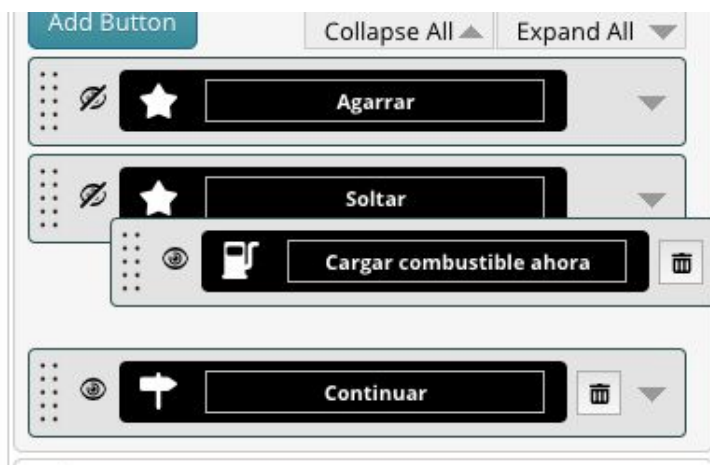 Add Button
Collapse All
Expand All
Agarrar
Soltar
Cargar combustible ahora
Continuar